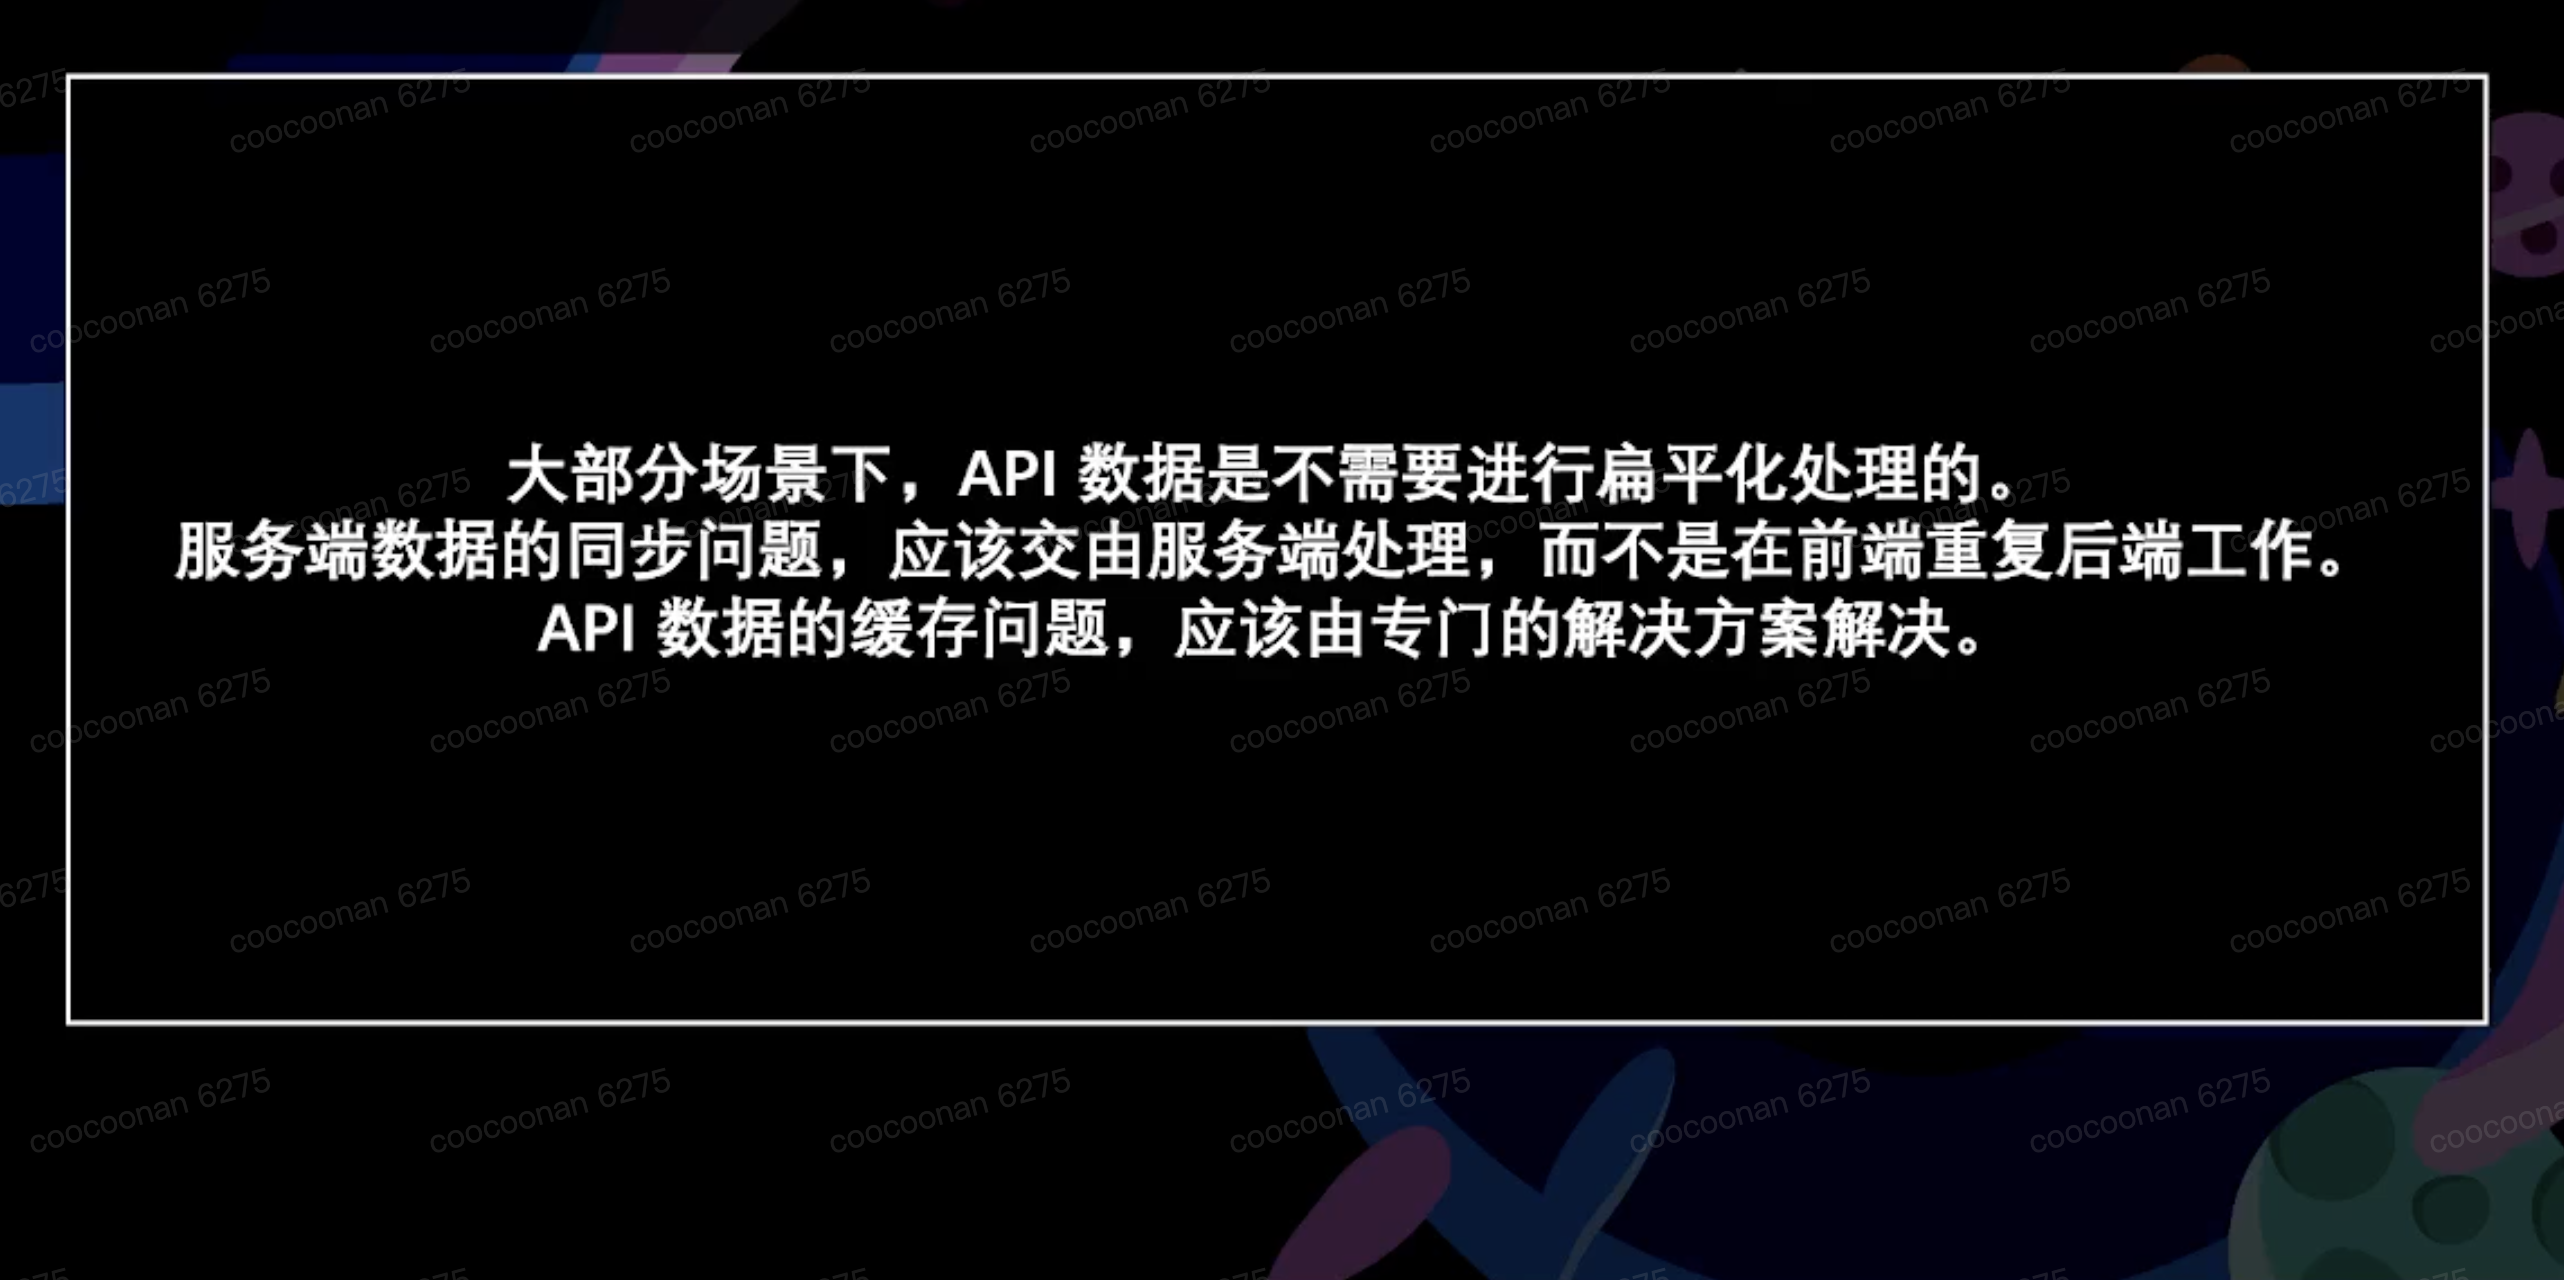 大部分场景下，API 数据是不需要进行扁平化处理的。
服务端数据的同步问题，应该交由服务端处理，而不是在前端重复后端工作。
API 数据的缓存问题，应该由专门的解决方案解决。
coocoonan 6275